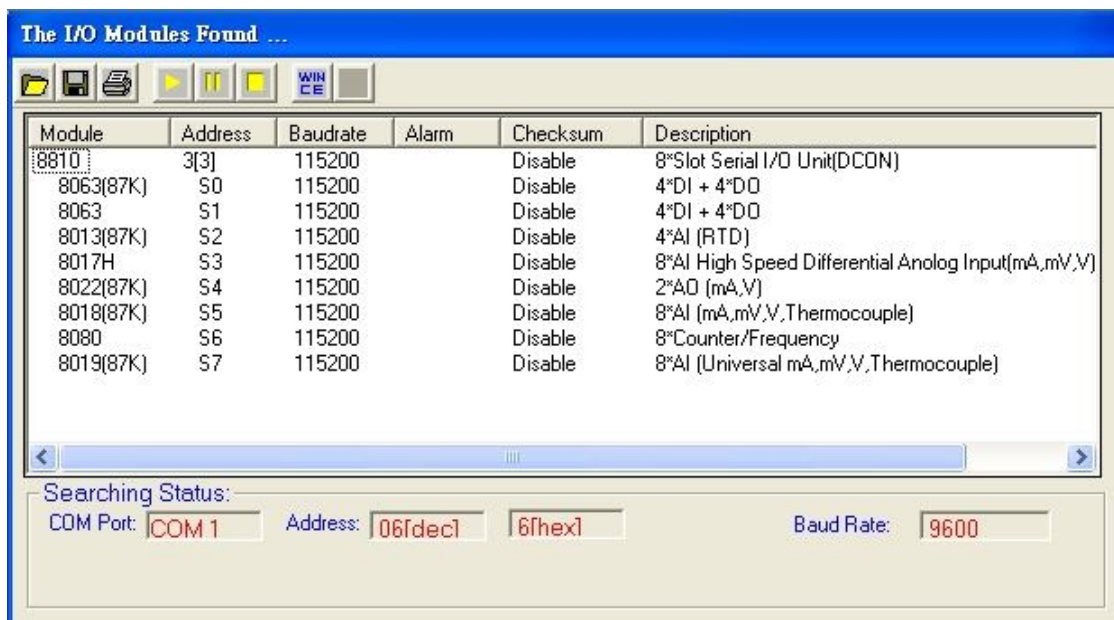 The I/O Modules Found ...
WIN CE
Module Address Baudrate Alarm Checksum Description
8810 3[3] 115200 Disable 8*Slot Serial I/O Unit(DCON)
8063(87K) S0 115200 Disable 4*DI + 4*DO
8063 S1 115200 Disable 4*DI + 4*DO
8013(87K) S2 115200 Disable 4*AI (RTD)
8017H S3 115200 Disable 8*AI High Speed Differential Anolog Input(mA,mV,V)
8022(87K) S4 115200 Disable 2*AO (mA,V)
8018(87K) S5 115200 Disable 8*AI (mA,mV,V,Thermocouple)
8080 S6 115200 Disable 8*Counter/Frequency
8019(87K) S7 115200 Disable 8*AI (Universal mA,mV,V,Thermocouple)
Searching Status:
COM Port: COM 1 Address: 06[dec] 6[hex] Baud Rate: 9600